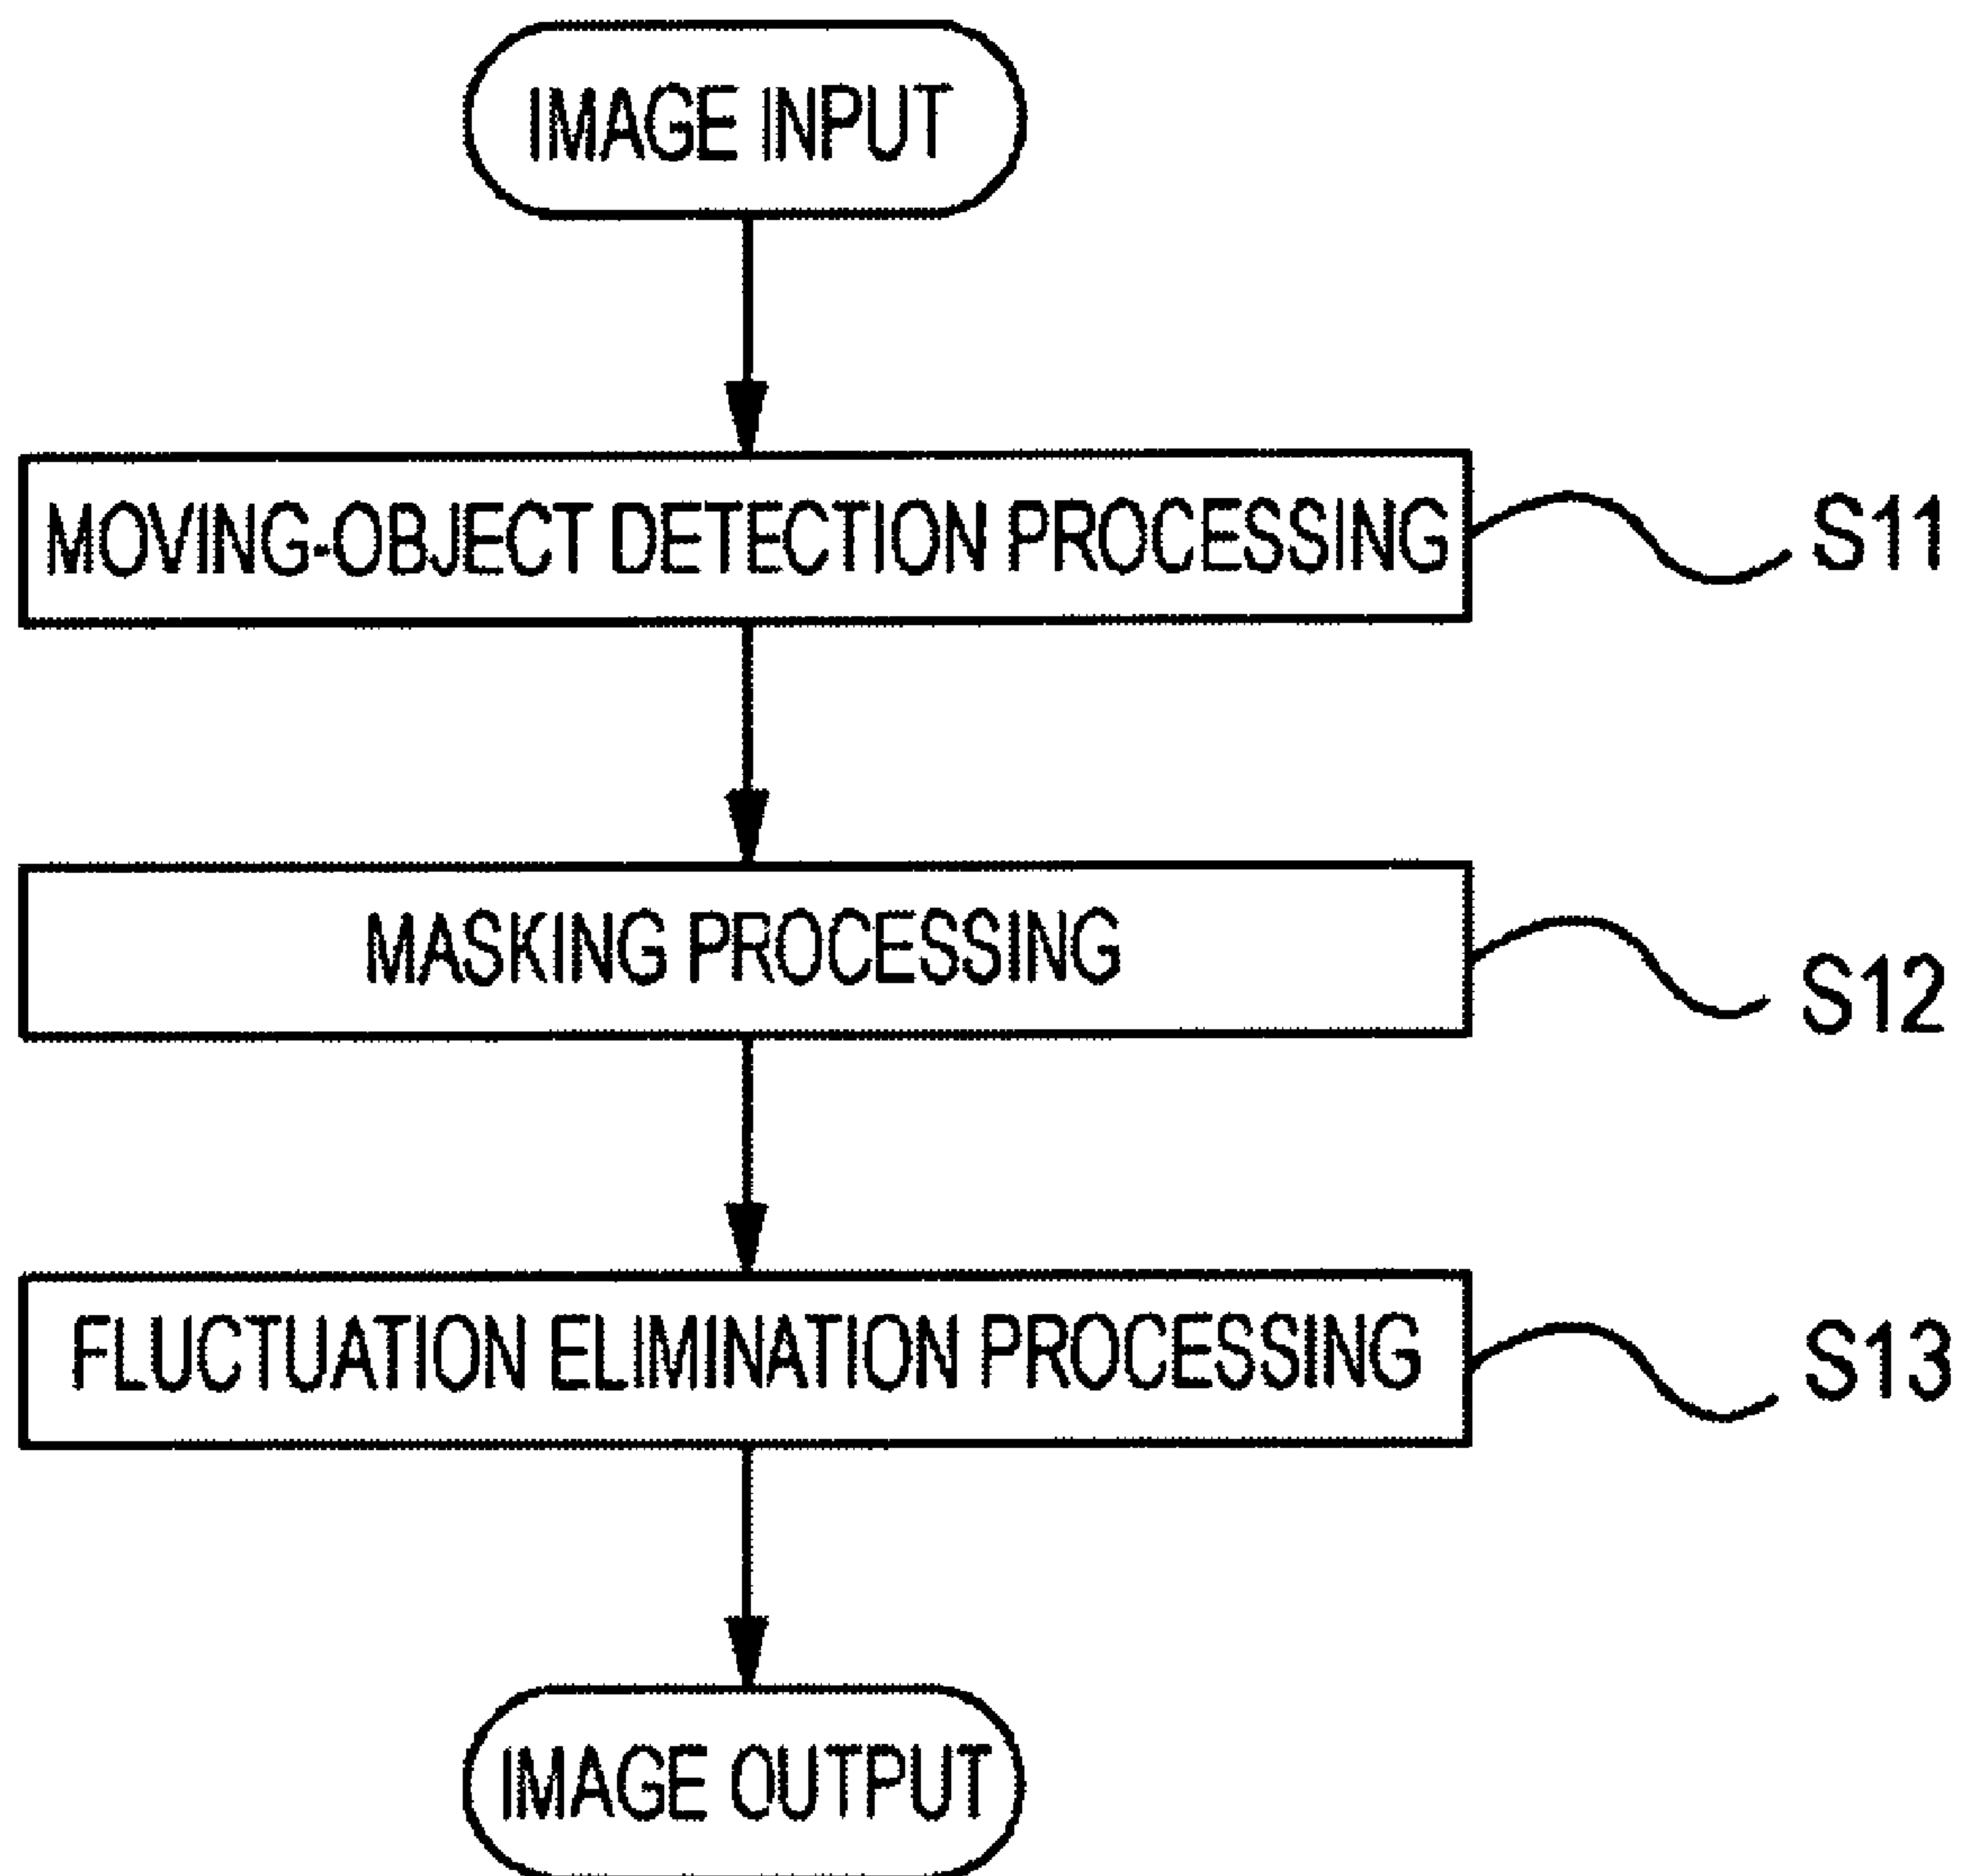 IMAGE INPUT
MOVING-OBJECT DETECTION PROCESSING
S11
MASKING PROCESSING
S12
FLUCTUATION ELIMINATION PROCESSING
S13
IMAGE OUTPUT